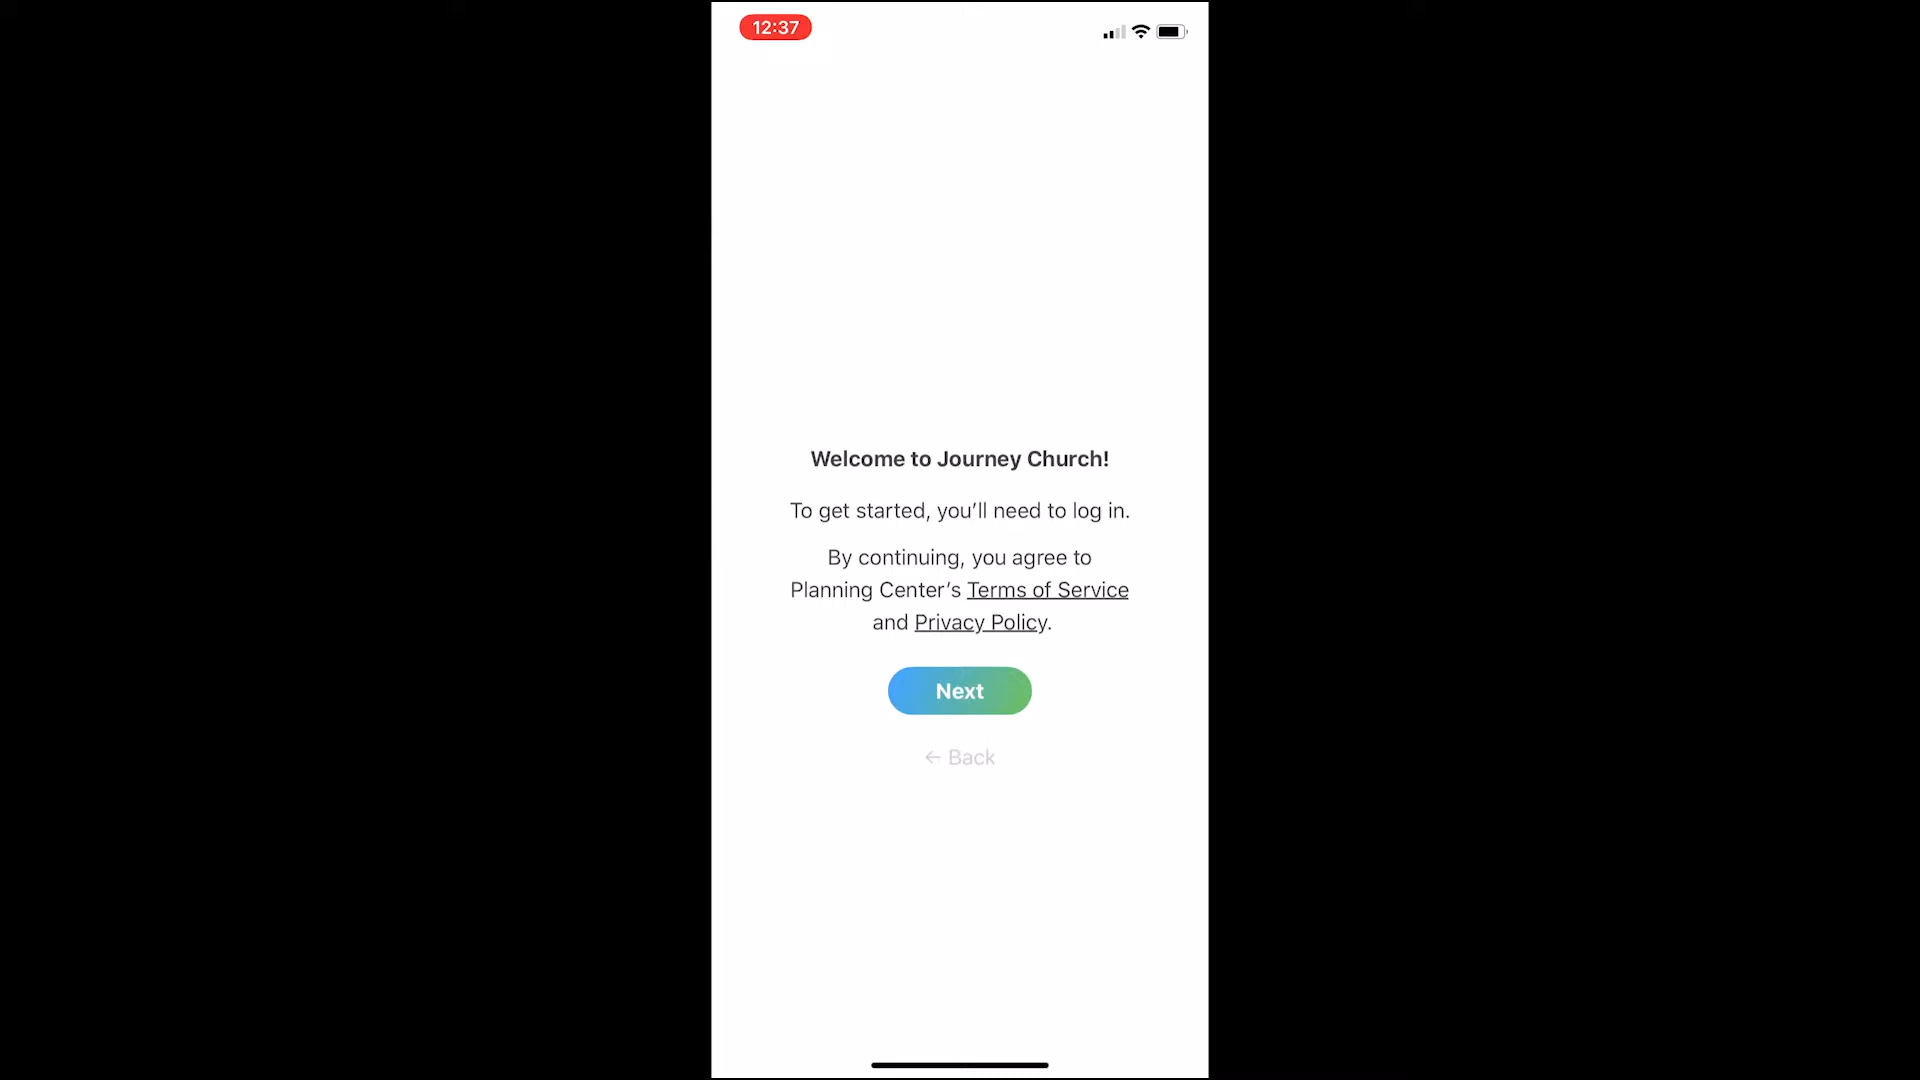 12:37
Welcome to Journey Church!
To get started, you’ll need to log in.
By continuing, you agree to
Planning Center’s Terms of Service
and Privacy Policy.
Next
← Back